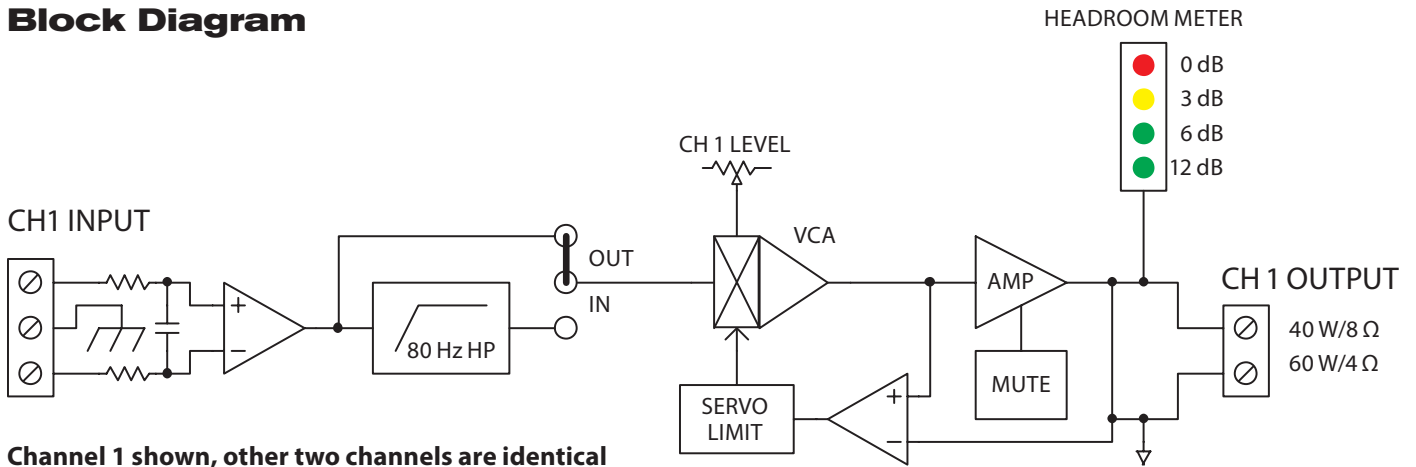 Block Diagram
HEADROOM METER
0 dB
3 dB
6 dB
12 dB
CH 1 LEVEL
CH1 INPUT
VCA
OUT
IN
+
−
80 Hz HP
AMP
CH 1 OUTPUT
40 W/8 Ω
60 W/4 Ω
MUTE
SERVO
LIMIT
+
−
Channel 1 shown, other two channels are identical